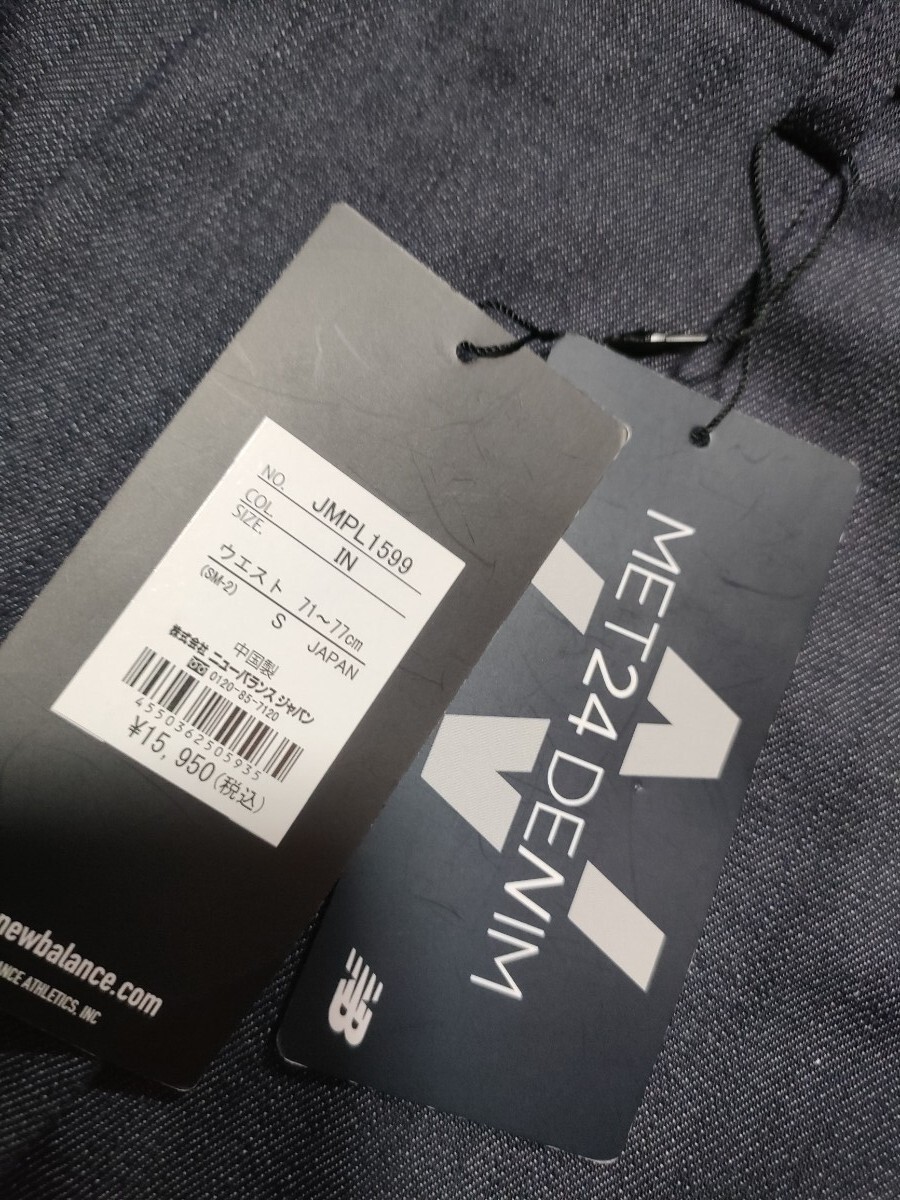 NO. JMPL1599
COL. IN
SIZE.
ウエスト 71～77cm
(SM-2) S JAPAN
中国製
株式会社 ニューバランス ジャパン
0120-85-7120
4550362505935
¥15,950(税込)
newbalance.com
ANCE ATHLETICS, INC
MET24 DENIM